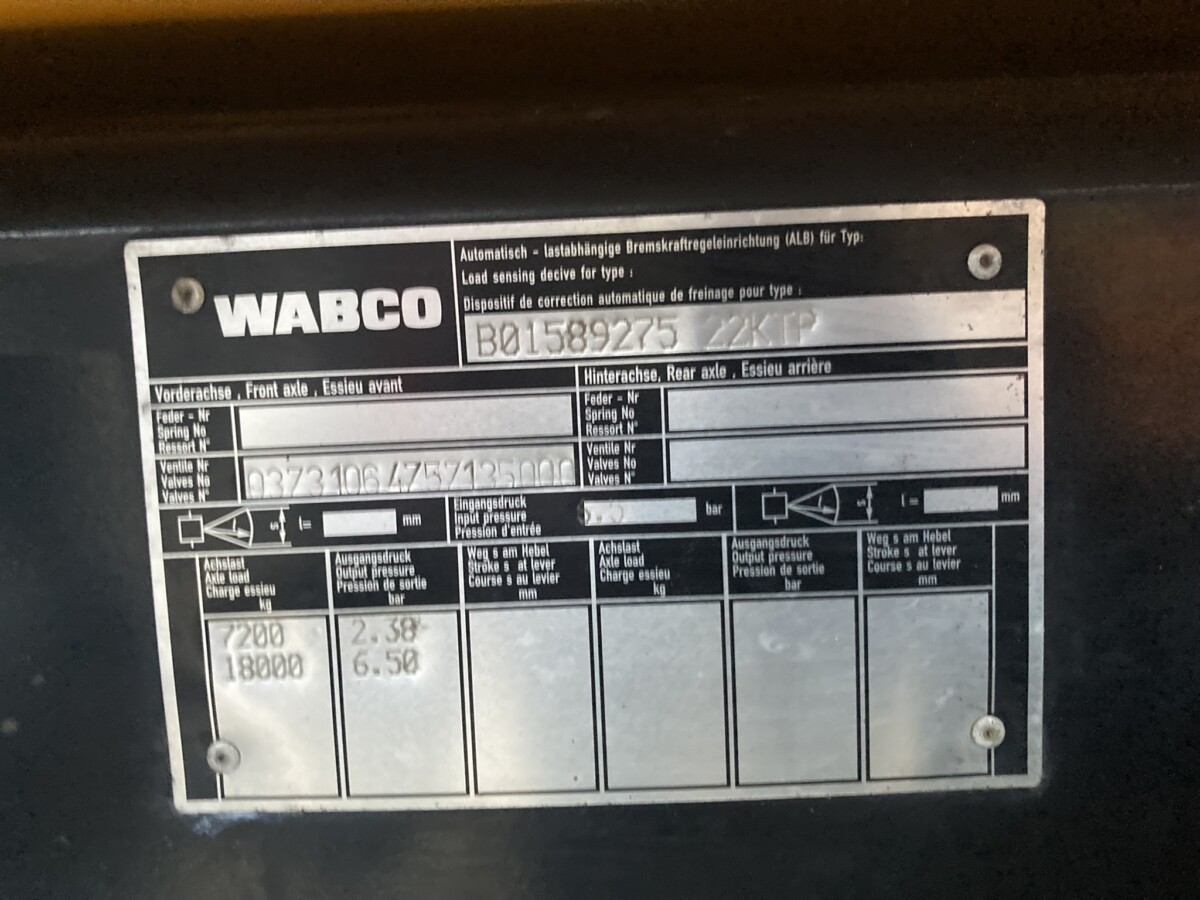 WABCO
Automatisch - lastabhängige Bremskraftregeleinrichtung (ALB) für Typ:
Load sensing decive for type :
Dispositif de correction automatique de freinage pour type :
B01589275 22KTP
Vorderachse , Front axle , Essieu avant
Hinterachse, Rear axle , Essieu arrière
Feder - Nr
Spring No
Ressort N°
Feder - Nr
Spring No
Ressort N°
Ventile Nr
Valves No
Valves N°
03731064757135000
Ventile Nr
Valves No
Valves N°
s
l=
mm
Eingangsdruck
Input pressure
Pression d'entrée
bar
s
l=
mm
Achslast
Axle load
Charge essieu
kg
Ausgangsdruck
Output pressure
Pression de sortie
bar
Weg s am Hebel
Stroke s at lever
Course s au levier
mm
Achslast
Axle load
Charge essieu
kg
Ausgangsdruck
Output pressure
Pression de sortie
bar
Weg s am Hebel
Stroke s at lever
Course s au levier
mm
7200 2.38
18000 6.50